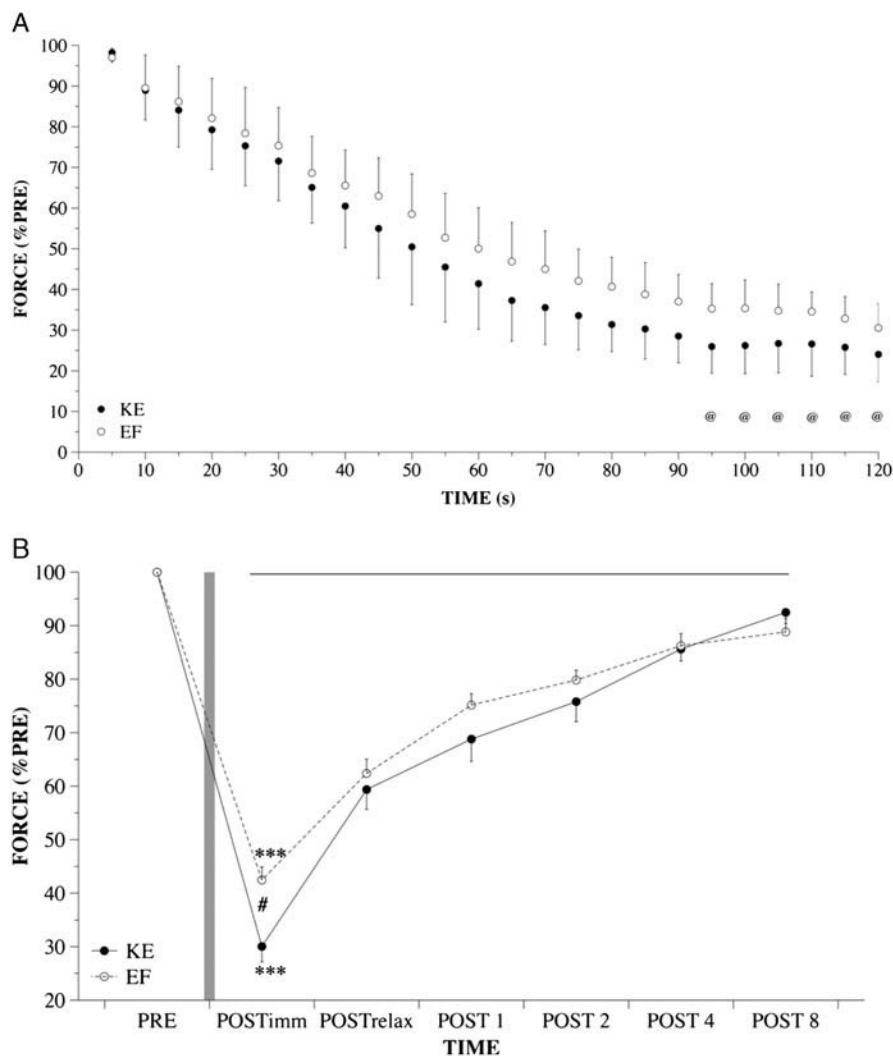 A
100
90
80
70
60
50
40
30
20
10
0
FORCE (%PRE)
KE
EF
@ @ @ @ @ @
0 10 20 30 40 50 60 70 80 90 100 110 120
TIME (s)
B
100
90
80
70
60
50
40
30
20
FORCE (%PRE)
***
#
***
KE
EF
PRE POSTimm POSTrelax POST 1 POST 2 POST 4 POST 8
TIME